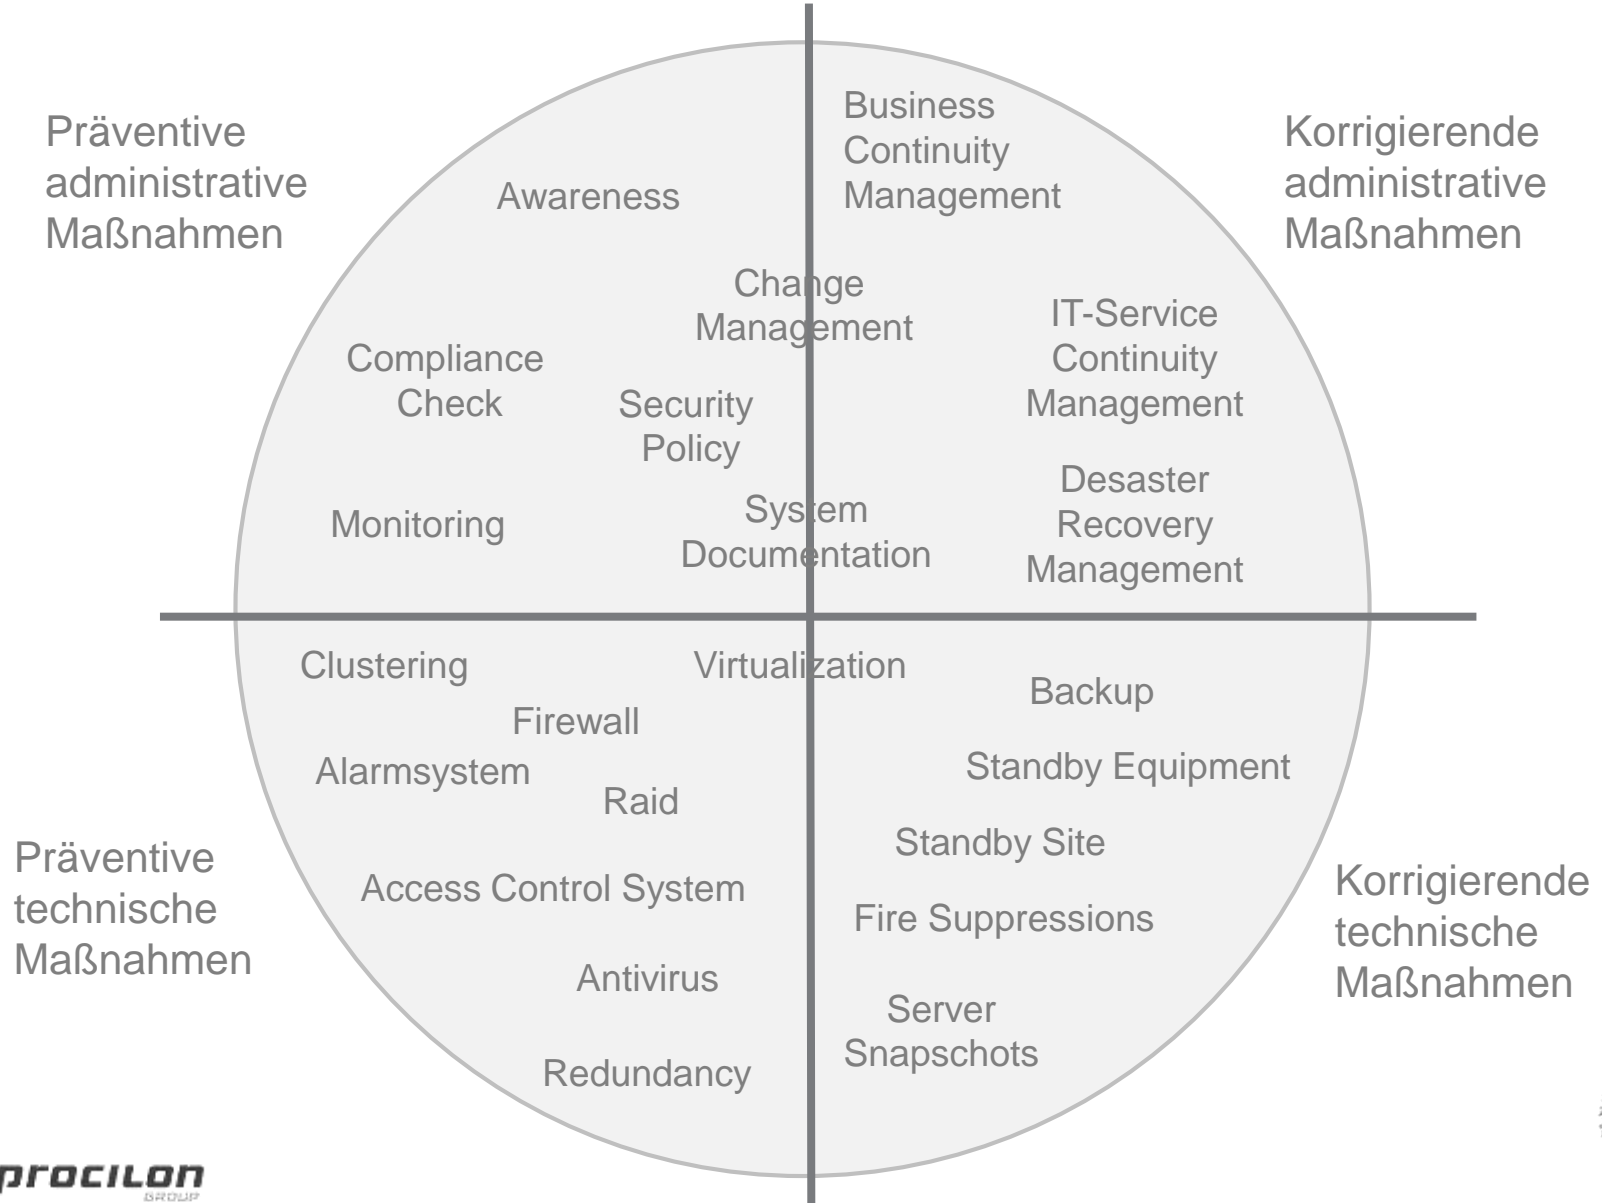 Präventive
administrative
Maßnahmen
Awareness
Compliance
Check
Security
Policy
Monitoring
Change
Management
System
Documentation
Business
Continuity
Management
IT-Service
Continuity
Management
Desaster
Recovery
Management
Korrigierende
administrative
Maßnahmen
Präventive
technische
Maßnahmen
Clustering
Virtualization
Firewall
Alarmsystem
Raid
Access Control System
Antivirus
Redundancy
Backup
Standby Equipment
Standby Site
Fire Suppressions
Server
Snapschots
Korrigierende
technische
Maßnahmen
procilon
GROUP